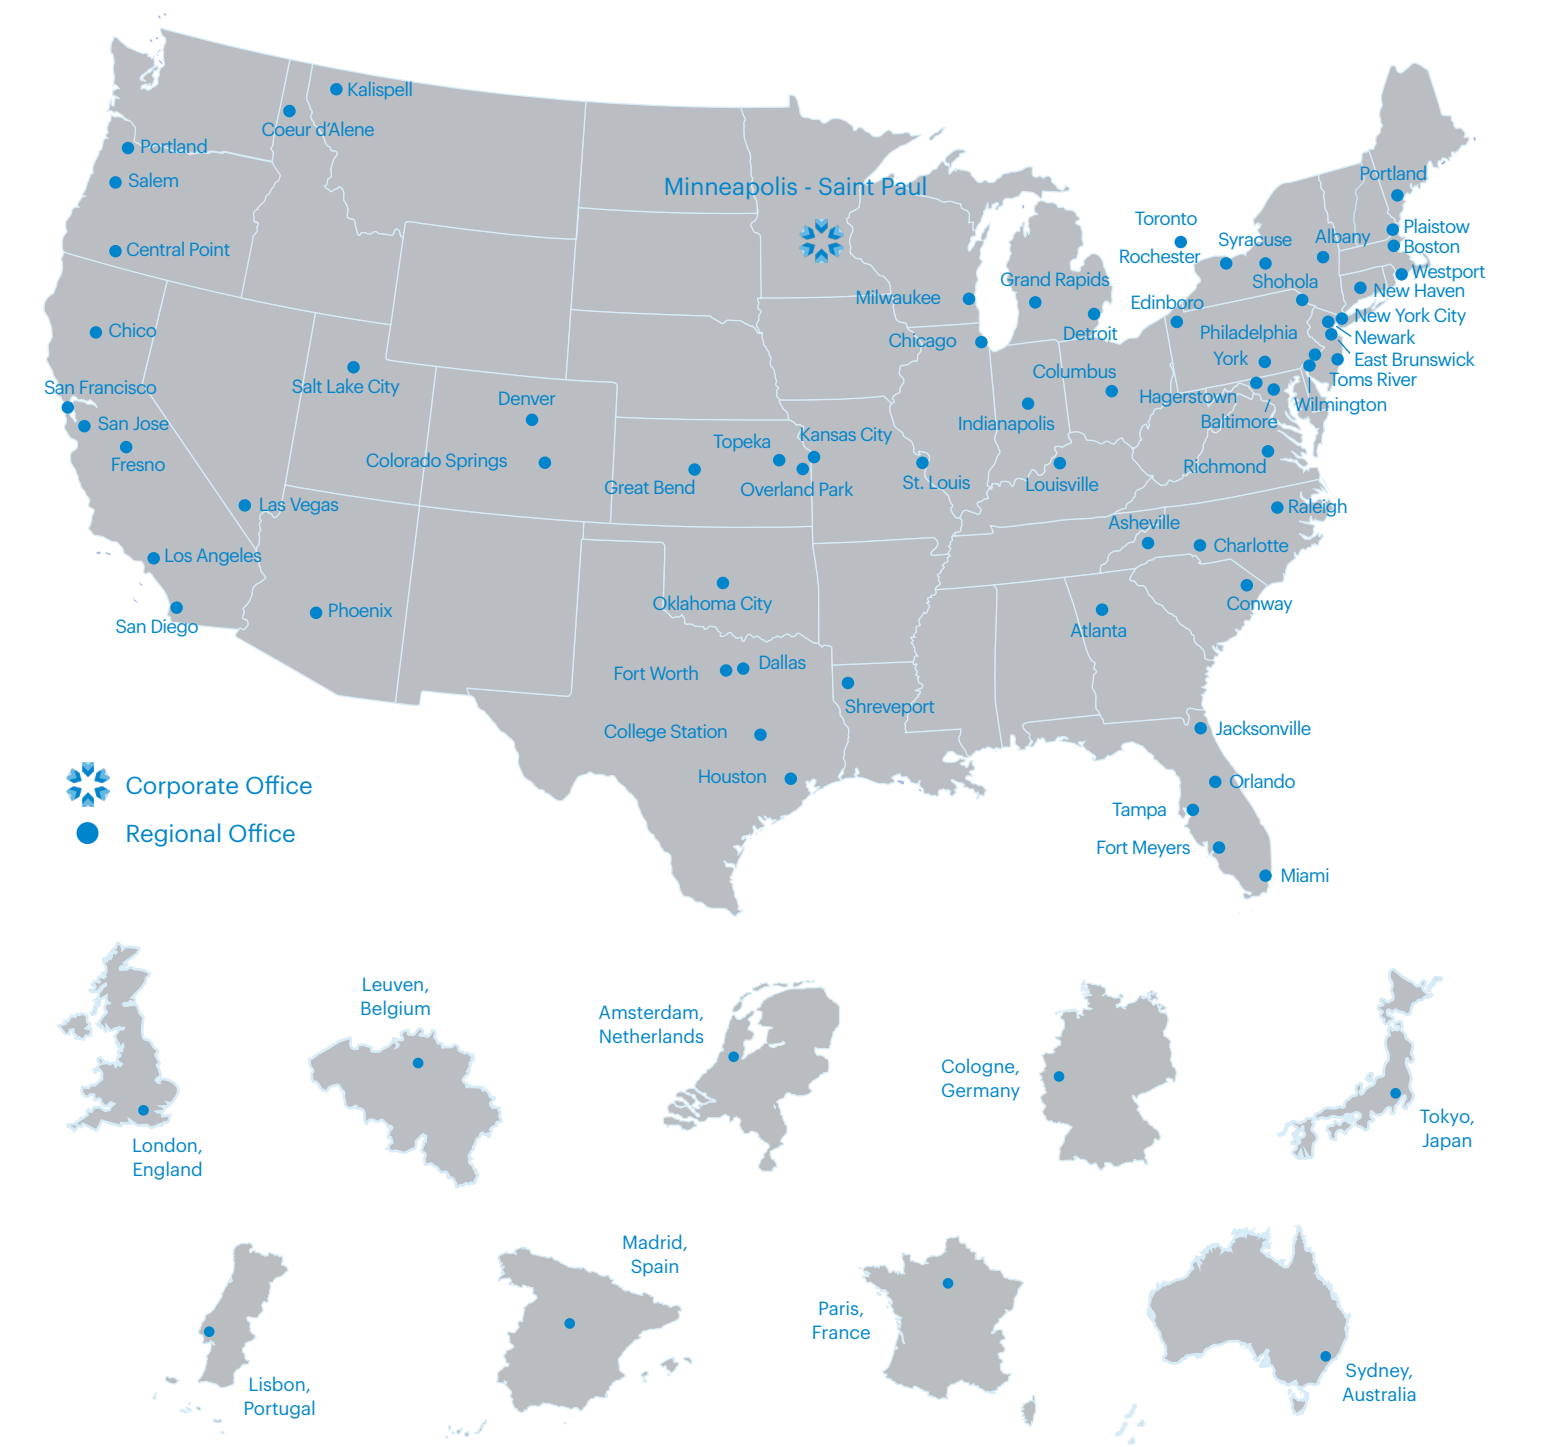 Kalispell
Coeur d’Alene
Portland
Salem
Central Point
Minneapolis - Saint Paul
Portland
Toronto
Plaistow
Rochester
Syracuse
Albany
Boston
Westport
Shohola
New Haven
Grand Rapids
Milwaukee
Edinboro
New York City
Detroit
Philadelphia
Newark
Chico
Chicago
York
East Brunswick
Columbus
Toms River
San Francisco
Salt Lake City
Denver
Hagerstown
Wilmington
San Jose
Indianapolis
Baltimore
Topeka
Kansas City
Fresno
Colorado Springs
Richmond
Great Bend
Overland Park
St. Louis
Louisville
Las Vegas
Raleigh
Asheville
Charlotte
Los Angeles
Oklahoma City
Conway
Phoenix
San Diego
Atlanta
Fort Worth
Dallas
Shreveport
College Station
Jacksonville
Houston
Orlando
Corporate Office
Tampa
Regional Office
Fort Meyers
Miami
Leuven,
Belgium
Amsterdam,
Netherlands
Cologne,
Germany
Tokyo,
Japan
London,
England
Madrid,
Spain
Paris,
France
Lisbon,
Portugal
Sydney,
Australia